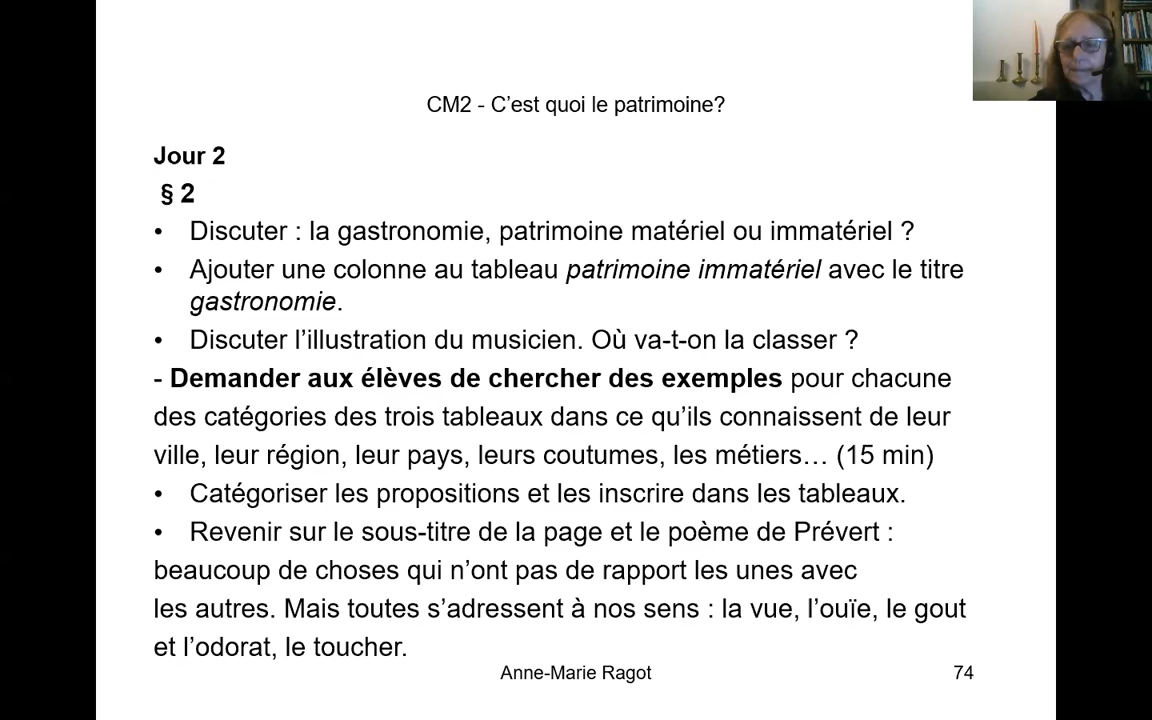 CM2 - C’est quoi le patrimoine?
Jour 2
§ 2
• Discuter : la gastronomie, patrimoine matériel ou immatériel ?
• Ajouter une colonne au tableau patrimoine immatériel avec le titre
gastronomie.
• Discuter l’illustration du musicien. Où va-t-on la classer ?
- Demander aux élèves de chercher des exemples pour chacune
des catégories des trois tableaux dans ce qu’ils connaissent de leur
ville, leur région, leur pays, leurs coutumes, les métiers… (15 min)
• Catégoriser les propositions et les inscrire dans les tableaux.
• Revenir sur le sous-titre de la page et le poème de Prévert :
beaucoup de choses qui n’ont pas de rapport les unes avec
les autres. Mais toutes s’adressent à nos sens : la vue, l’ouïe, le gout
et l’odorat, le toucher.
Anne-Marie Ragot
74